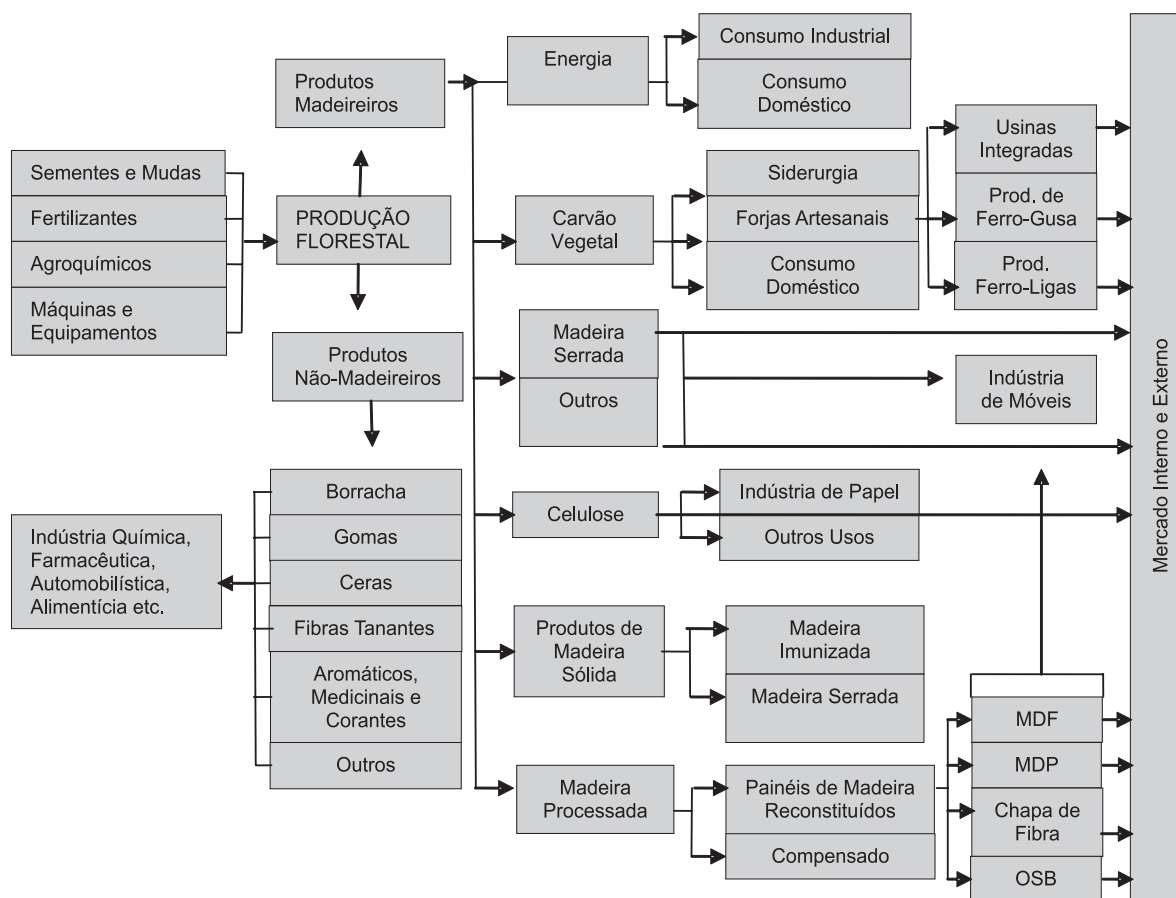 Produtos
Madeireiros
Energia
Consumo Industrial
Consumo
Doméstico
Sementes e Mudas
Fertilizantes
Agroquímicos
Máquinas e
Equipamentos
PRODUÇÃO
FLORESTAL
Carvão
Vegetal
Siderurgia
Forjas Artesanais
Consumo
Doméstico
Usinas
Integradas
Prod. de
Ferro-Gusa
Prod.
Ferro-Ligas
Produtos
Não-Madeireiros
Madeira
Serrada
Outros
Indústria
de Móveis
Borracha
Gomas
Ceras
Fibras Tanantes
Aromáticos,
Medicinais e
Corantes
Outros
Indústria Química,
Farmacêutica,
Automobilística,
Alimentícia etc.
Celulose
Indústria de Papel
Outros Usos
Produtos de
Madeira
Sólida
Madeira
Imunizada
Madeira Serrada
Madeira
Processada
Painéis de Madeira
Reconstituídos
Compensado
MDF
MDP
Chapa de
Fibra
OSB
Mercado Interno e Externo